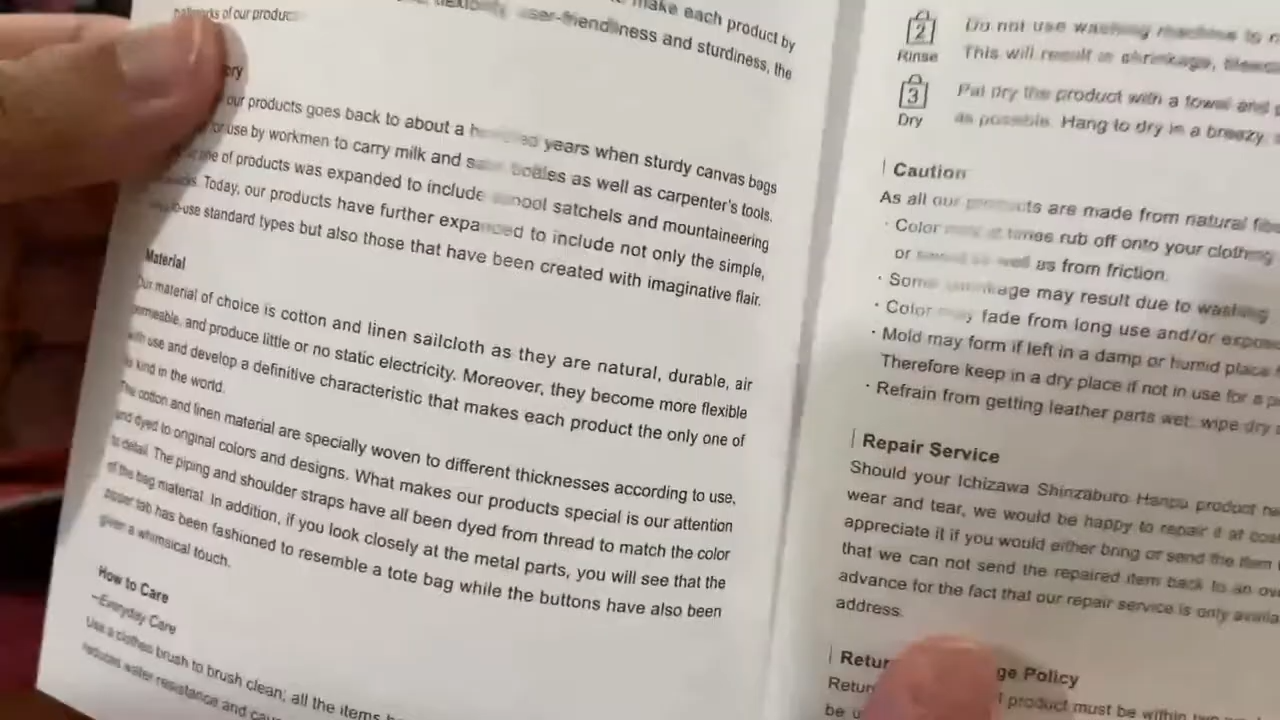 make each product by
user-friendliness and sturdiness, the
hallmarks of our produc
our products goes back to about a years when sturdy canvas bags
for use by workmen to carry milk and bottles as well as carpenter's tools.
line of products was expanded to include school satchels and mountaineering
Today, our products have further expanded to include not only the simple,
-to-use standard types but also those that have been created with imaginative flair.
Material
Our material of choice is cotton and linen sailcloth as they are natural, durable, air
permeable, and produce little or no static electricity. Moreover, they become more flexible
with use and develop a definitive characteristic that makes each product the only one of
its kind in the world.
The cotton and linen material are specially woven to different thicknesses according to use,
and dyed to original colors and designs. What makes our products special is our attention
to detail. The piping and shoulder straps have all been dyed from thread to match the color
of the bag material. In addition, if you look closely at the metal parts, you will see that the
zipper tab has been fashioned to resemble a tote bag while the buttons have also been
given a whimsical touch.
How to Care
—Everyday Care
Use a clothes brush to brush clean; all the items
reduces water resistance and
2
Rinse
Do not use washing machine to
This will result in shrinkage,
3
Dry
Pat dry the product with a towel and
as possible. Hang to dry in a breezy,
Caution
As all our products are made from natural
· Color may at times rub off onto your clothing
or as well as from friction.
· Some shrinkage may result due to washing
· Color may fade from long use and/or
· Mold may form if left in a damp or humid place
Therefore keep in a dry place if not in use for a
· Refrain from getting leather parts wet: wipe dry
Repair Service
Should your Ichizawa Shinzaburo Hanpu product
wear and tear, we would be happy to repair it at
appreciate it if you would either bring or send the item
that we can not send the repaired item back to an
advance for the fact that our repair service is only
address.
Retur ge Policy
Retur product must be within
be u